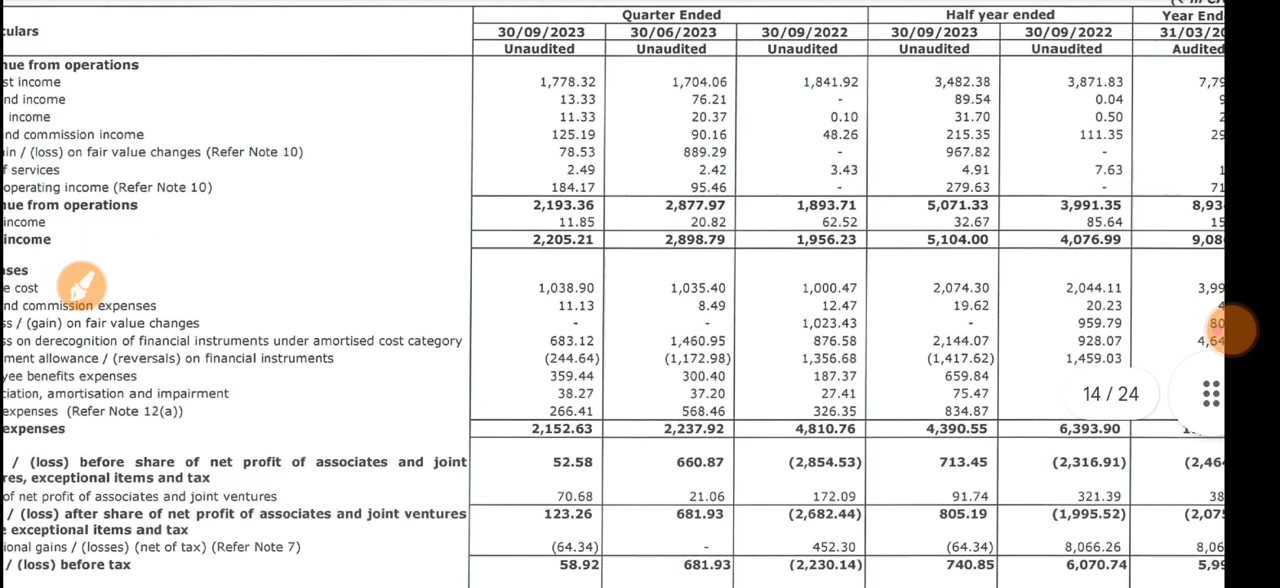 Quarter Ended Half year ended Year End
culars 30/09/2023 30/06/2023 30/09/2022 30/09/2023 30/09/2022 31/03/20
Unaudited Unaudited Unaudited Unaudited Unaudited Audited
nue from operations
st income 1,778.32 1,704.06 1,841.92 3,482.38 3,871.83 7,79
nd income 13.33 76.21 - 89.54 0.04 9
income 11.33 20.37 0.10 31.70 0.50 2
nd commission income 125.19 90.16 48.26 215.35 111.35 29
in / (loss) on fair value changes (Refer Note 10) 78.53 889.29 - 967.82 -
f services 2.49 2.42 3.43 4.91 7.63 1
operating income (Refer Note 10) 184.17 95.46 - 279.63 - 71
nue from operations 2,193.36 2,877.97 1,893.71 5,071.33 3,991.35 8,93
income 11.85 20.82 62.52 32.67 85.64 15
income 2,205.21 2,898.79 1,956.23 5,104.00 4,076.99 9,08
ses
e cost 1,038.90 1,035.40 1,000.47 2,074.30 2,044.11 3,99
nd commission expenses 11.13 8.49 12.47 19.62 20.23 4
ss / (gain) on fair value changes - - 1,023.43 - 959.79 80
ss on derecognition of financial instruments under amortised cost category 683.12 1,460.95 876.58 2,144.07 928.07 4,64
ment allowance / (reversals) on financial instruments (244.64) (1,172.98) 1,356.68 (1,417.62) 1,459.03
yee benefits expenses 359.44 300.40 187.37 659.84
ciation, amortisation and impairment 38.27 37.20 27.41 75.47
14 / 24
expenses (Refer Note 12(a)) 266.41 568.46 326.35 834.87
expenses 2,152.63 2,237.92 4,810.76 4,390.55 6,393.90
/ (loss) before share of net profit of associates and joint 52.58 660.87 (2,854.53) 713.45 (2,316.91) (2,46
res, exceptional items and tax
of net profit of associates and joint ventures 70.68 21.06 172.09 91.74 321.39 38
/ (loss) after share of net profit of associates and joint ventures 123.26 681.93 (2,682.44) 805.19 (1,995.52) (2,07
exceptional items and tax
ional gains / (losses) (net of tax) (Refer Note 7) (64.34) - 452.30 (64.34) 8,066.26 8,06
/ (loss) before tax 58.92 681.93 (2,230.14) 740.85 6,070.74 5,99